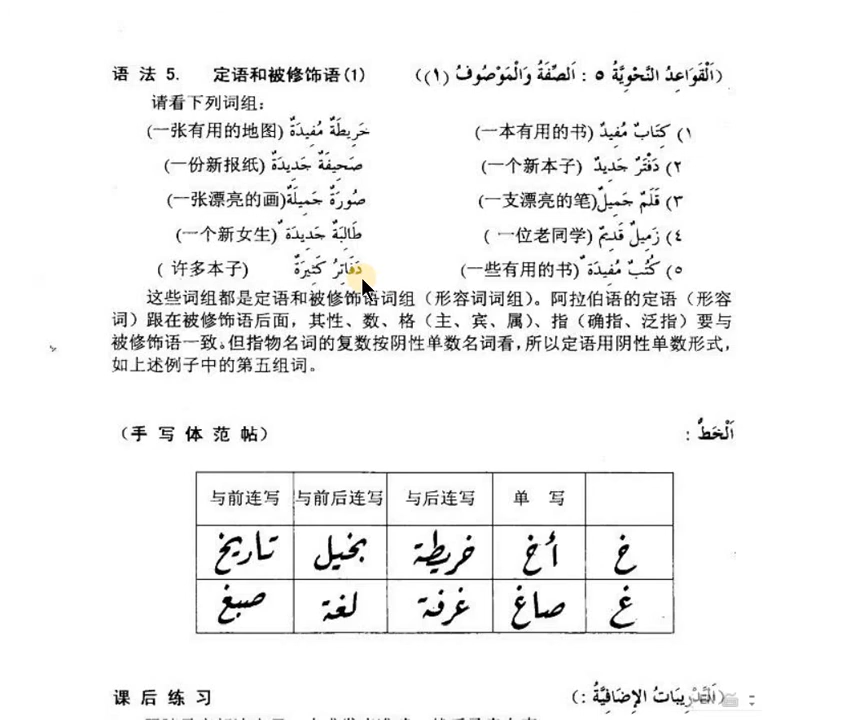 语 法 5. 定语和被修饰语(1) (اَلْقَوَاعِدُ النَّحْوِيَّةُ ٥ : اَلصِّفَةُ وَالْمَوْصُوفُ (١))
请看下列词组:
(一张有用的地图) خَرِيطَةٌ مُفِيدَةٌ (一本有用的书) ١) كِتَابٌ مُفِيدٌ
(一份新报纸) صَحِيفَةٌ جَدِيدَةٌ (一个新本子) ٢) دَفْتَرٌ جَدِيدٌ
(一张漂亮的画) صُورَةٌ جَمِيلَةٌ (一支漂亮的笔) ٣) قَلَمٌ جَمِيلٌ
(一个新女生) طَالِبَةٌ جَدِيدَةٌ ( 一位老同学) ٤) زَمِيلٌ قَدِيمٌ
( 许多本子) دَفَاتِرُ كَثِيرَةٌ (一些有用的书) ٥) كُتُبٌ مُفِيدَةٌ
这些词组都是定语和被修饰语词组（形容词词组）。阿拉伯语的定语（形容
词）跟在被修饰语后面，其性、数、格（主、宾、属）、指（确指、泛指）要与
被修饰语一致。但指物名词的复数按阴性单数名词看，所以定语用阴性单数形式，
如上述例子中的第五组词。
（手 写 体 范 帖） اَلْخَطُّ :
与前连写 与前后连写 与后连写 单 写
تاريخ بخيل خريطة أخ خ
صبغ لغة غرفة صاغ غ
课 后 练 习 (اَلتَّدْرِيبَاتُ الإِضَافِيَّةُ :)